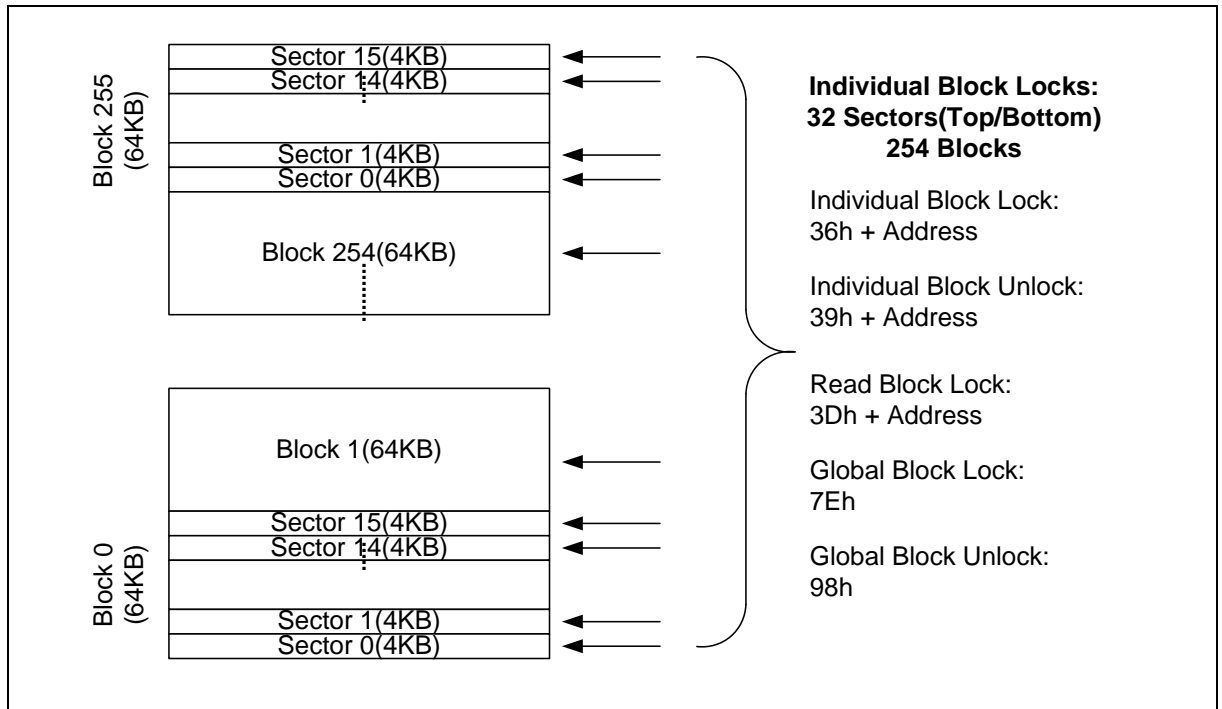 Block 255
(64KB)
Sector 15(4KB)
Sector 14(4KB)
Sector 1(4KB)
Sector 0(4KB)
Block 254(64KB)
Block 1(64KB)
Block 0
(64KB)
Sector 15(4KB)
Sector 14(4KB)
Sector 1(4KB)
Sector 0(4KB)
Individual Block Locks:
32 Sectors(Top/Bottom)
254 Blocks
Individual Block Lock:
36h + Address
Individual Block Unlock:
39h + Address
Read Block Lock:
3Dh + Address
Global Block Lock:
7Eh
Global Block Unlock:
98h